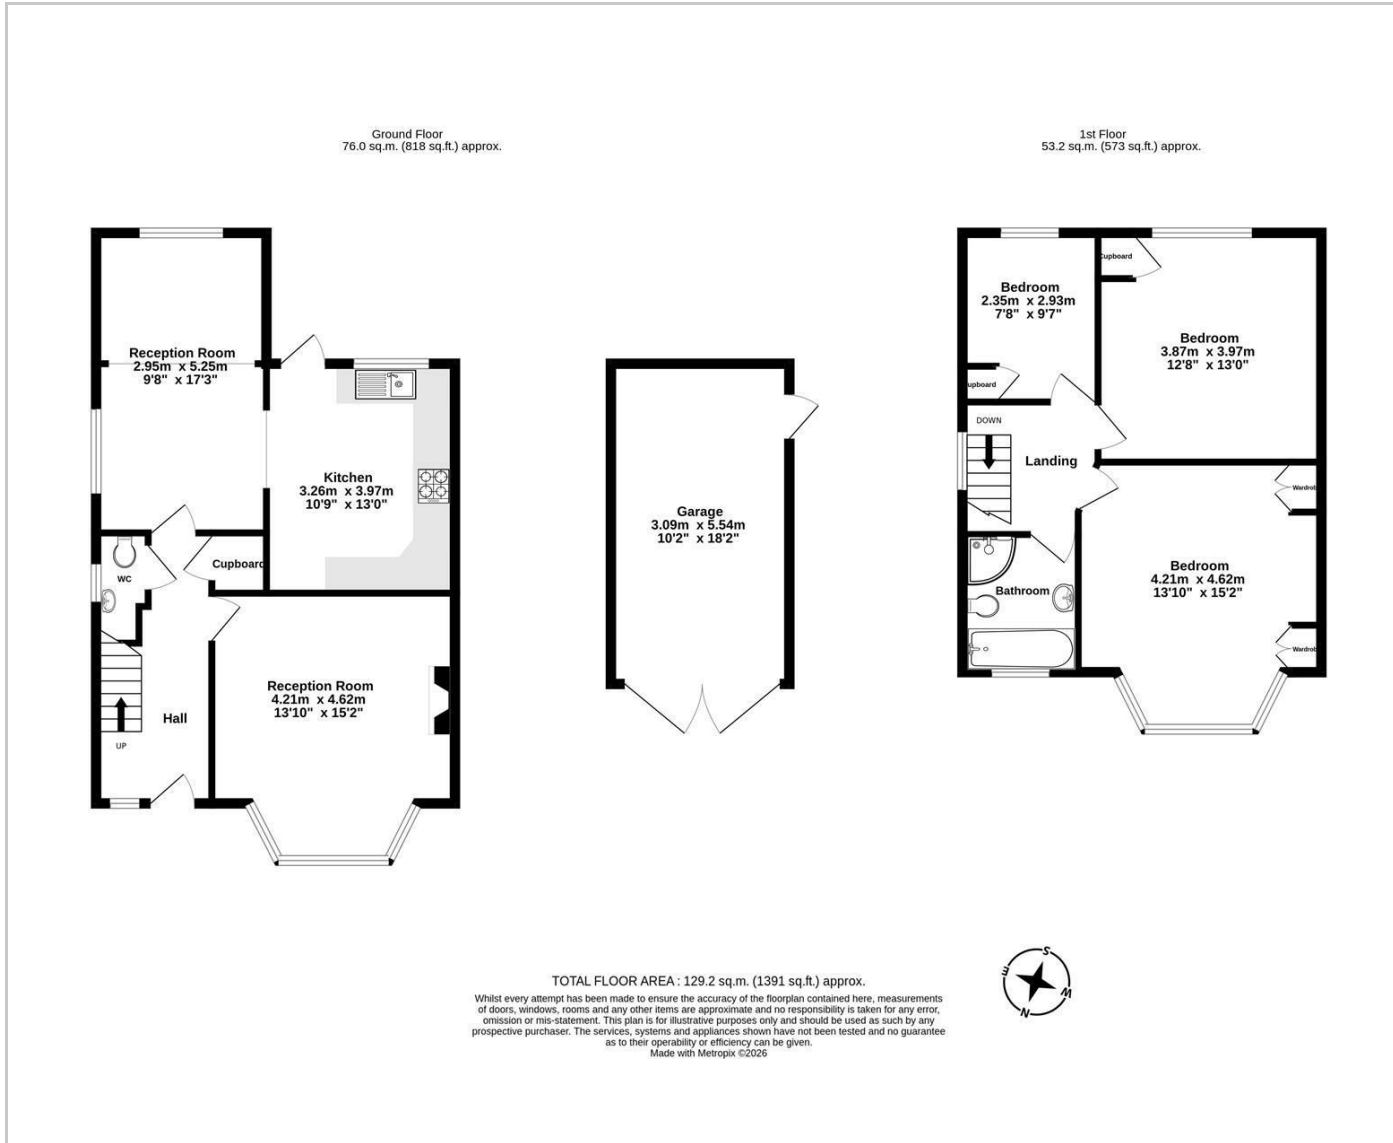 Ground Floor
76.0 sq.m. (818 sq.ft.) approx.
Reception Room
2.95m x 5.25m
9'8" x 17'3"
Kitchen
3.26m x 3.97m
10'9" x 13'0"
WC
Cupboard
Reception Room
4.21m x 4.62m
13'10" x 15'2"
Hall
UP
Garage
3.09m x 5.54m
10'2" x 18'2"
1st Floor
53.2 sq.m. (573 sq.ft.) approx.
Cupboard
Bedroom
2.35m x 2.93m
7'8" x 9'7"
Bedroom
3.87m x 3.97m
12'8" x 13'0"
upboard
DOWN
Landing
Wardrob
Bedroom
4.21m x 4.62m
13'10" x 15'2"
Bathroom
Wardrob
S
E
W
N
TOTAL FLOOR AREA : 129.2 sq.m. (1391 sq.ft.) approx.
Whilst every attempt has been made to ensure the accuracy of the floorplan contained here, measurements
of doors, windows, rooms and any other items are approximate and no responsibility is taken for any error,
omission or mis-statement. This plan is for illustrative purposes only and should be used as such by any
prospective purchaser. The services, systems and appliances shown have not been tested and no guarantee
as to their operability or efficiency can be given.
Made with Metropix ©2026